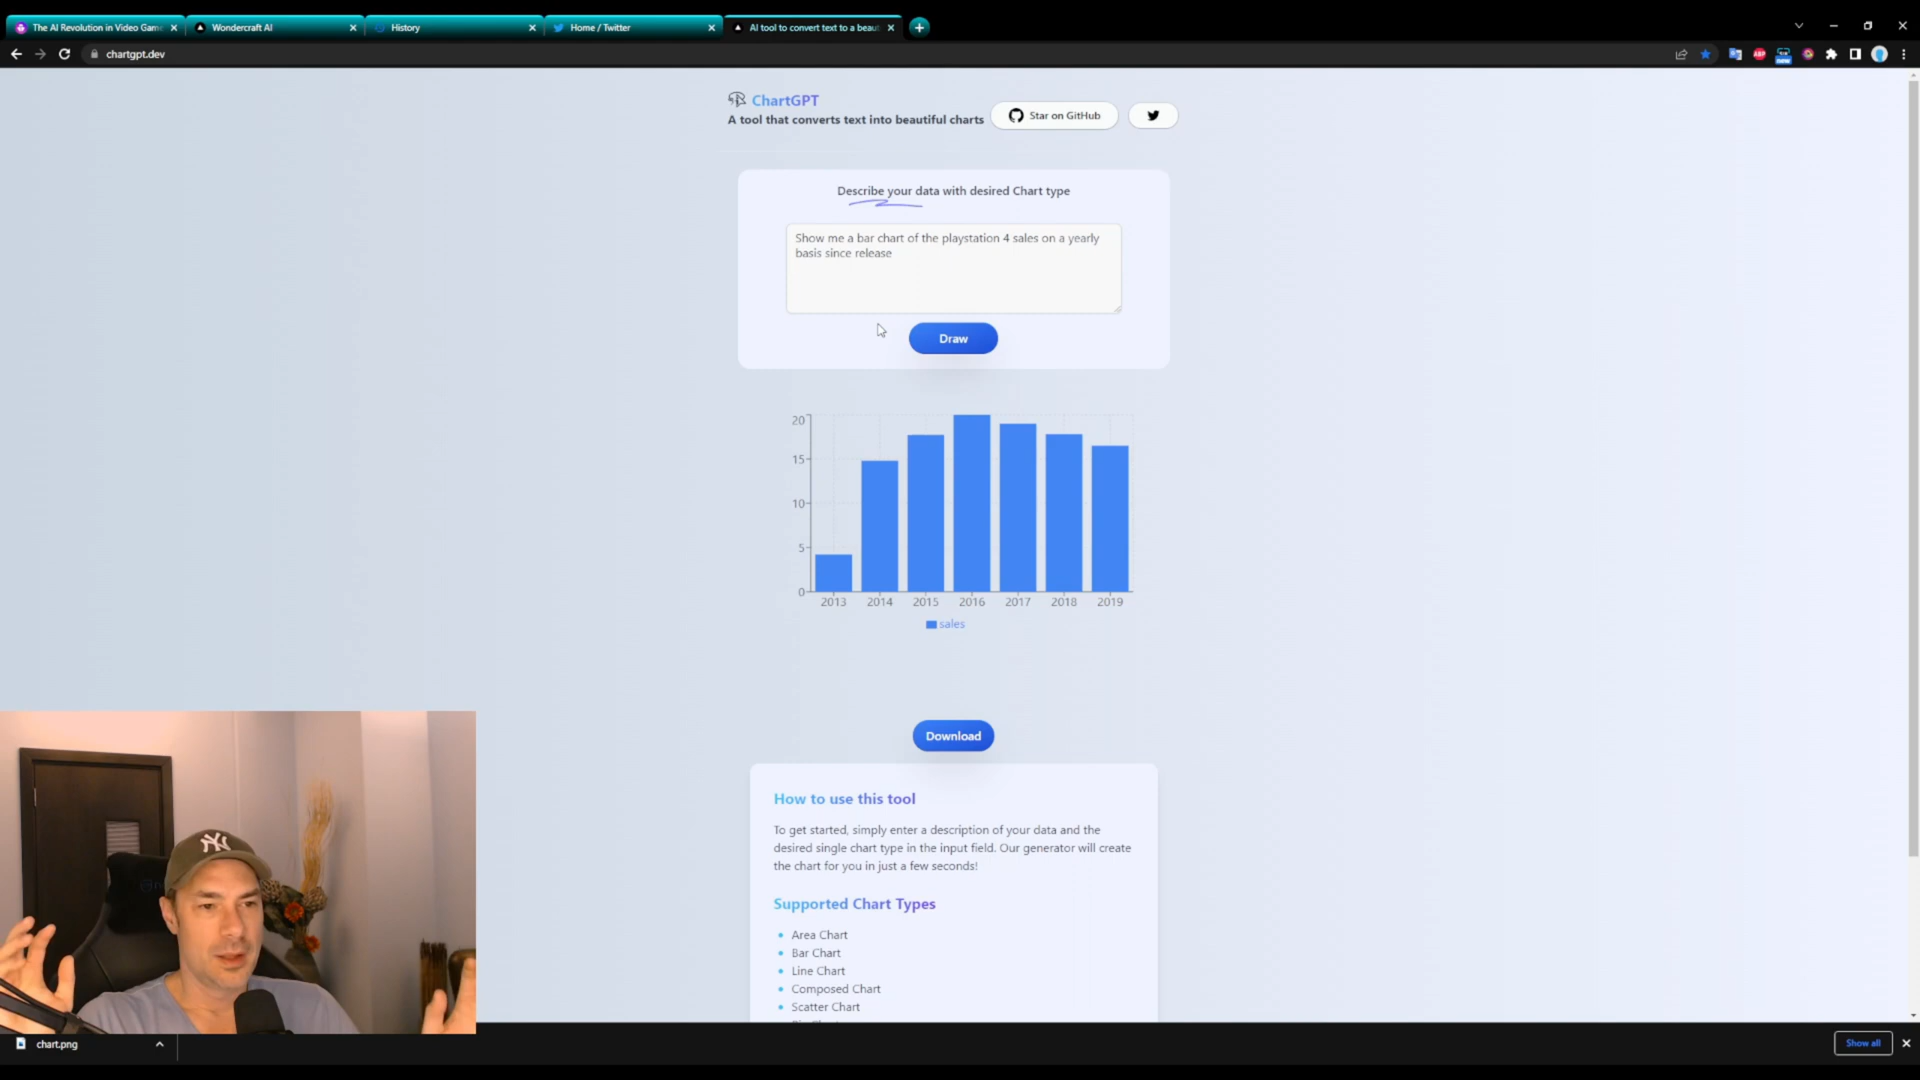 The AI Revolution in Video Gam
Wondercraft AI
History
Home / Twitter
AI tool to convert text to a beau
chartgpt.dev
ABP
new
ChartGPT
A tool that converts text into beautiful charts
Star on GitHub
Describe your data with desired Chart type
Show me a bar chart of the playstation 4 sales on a yearly
basis since release
Draw
20
15
10
5
0
2013 2014 2015 2016 2017 2018 2019
sales
Download
How to use this tool
To get started, simply enter a description of your data and the
desired single chart type in the input field. Our generator will create
the chart for you in just a few seconds!
Supported Chart Types
Area Chart
Bar Chart
Line Chart
Composed Chart
Scatter Chart
NY
chart.png
Show all